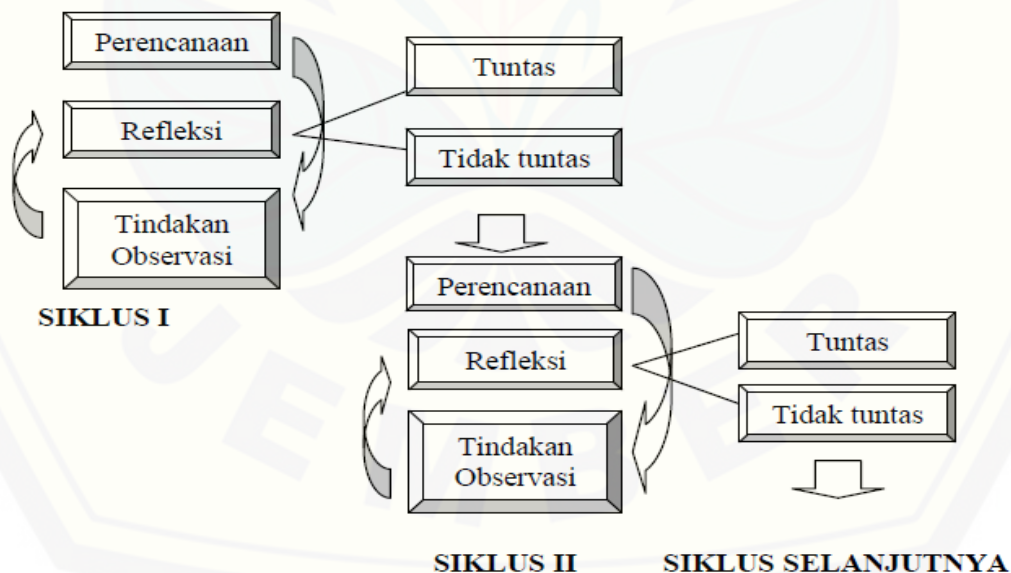 Perencanaan
Refleksi
Tindakan
Observasi
SIKLUS I
Tuntas
Tidak tuntas
Perencanaan
Refleksi
Tindakan
Observasi
SIKLUS II
Tuntas
Tidak tuntas
SIKLUS SELANJUTNYA
JEMBER